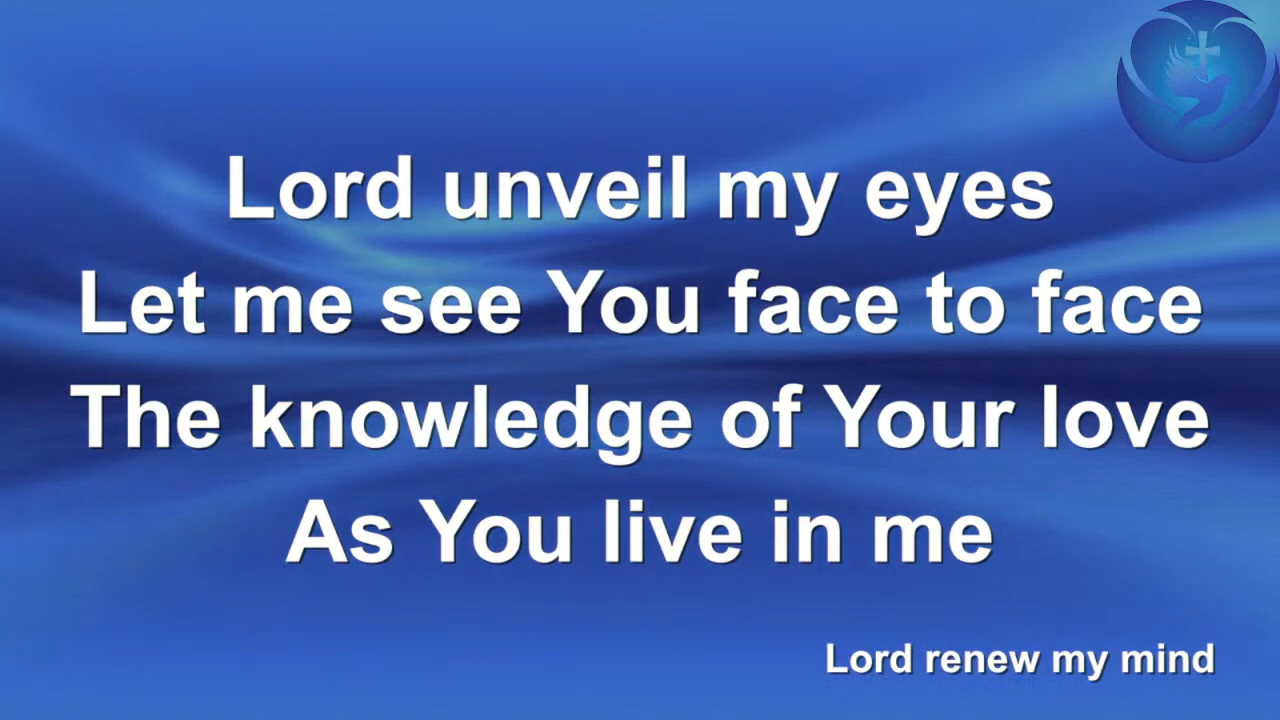 Lord unveil my eyes
Let me see You face to face
The knowledge of Your love
As You live in me
Lord renew my mind